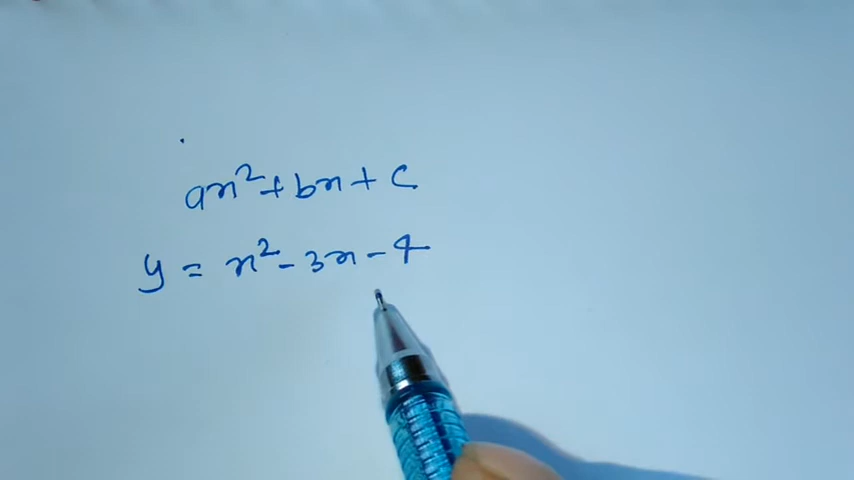 ax²+bx+c
y = x²-3x-4